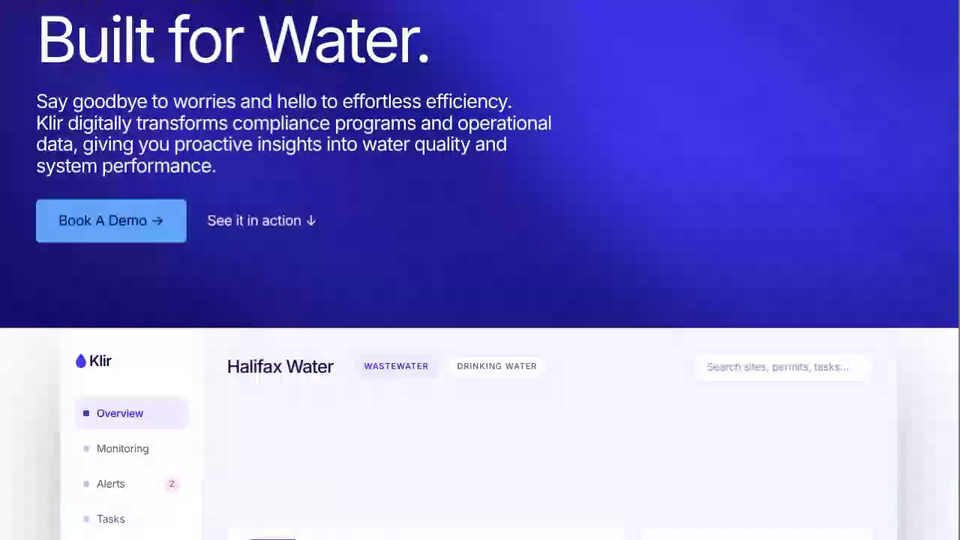 Built for Water.
Say goodbye to worries and hello to effortless efficiency.
Klir digitally transforms compliance programs and operational
data, giving you proactive insights into water quality and
system performance.
Book A Demo →
See it in action ↓
Klir
Halifax Water
WASTEWATER
DRINKING WATER
Search sites, permits, tasks...
Overview
Monitoring
Alerts
2
Tasks